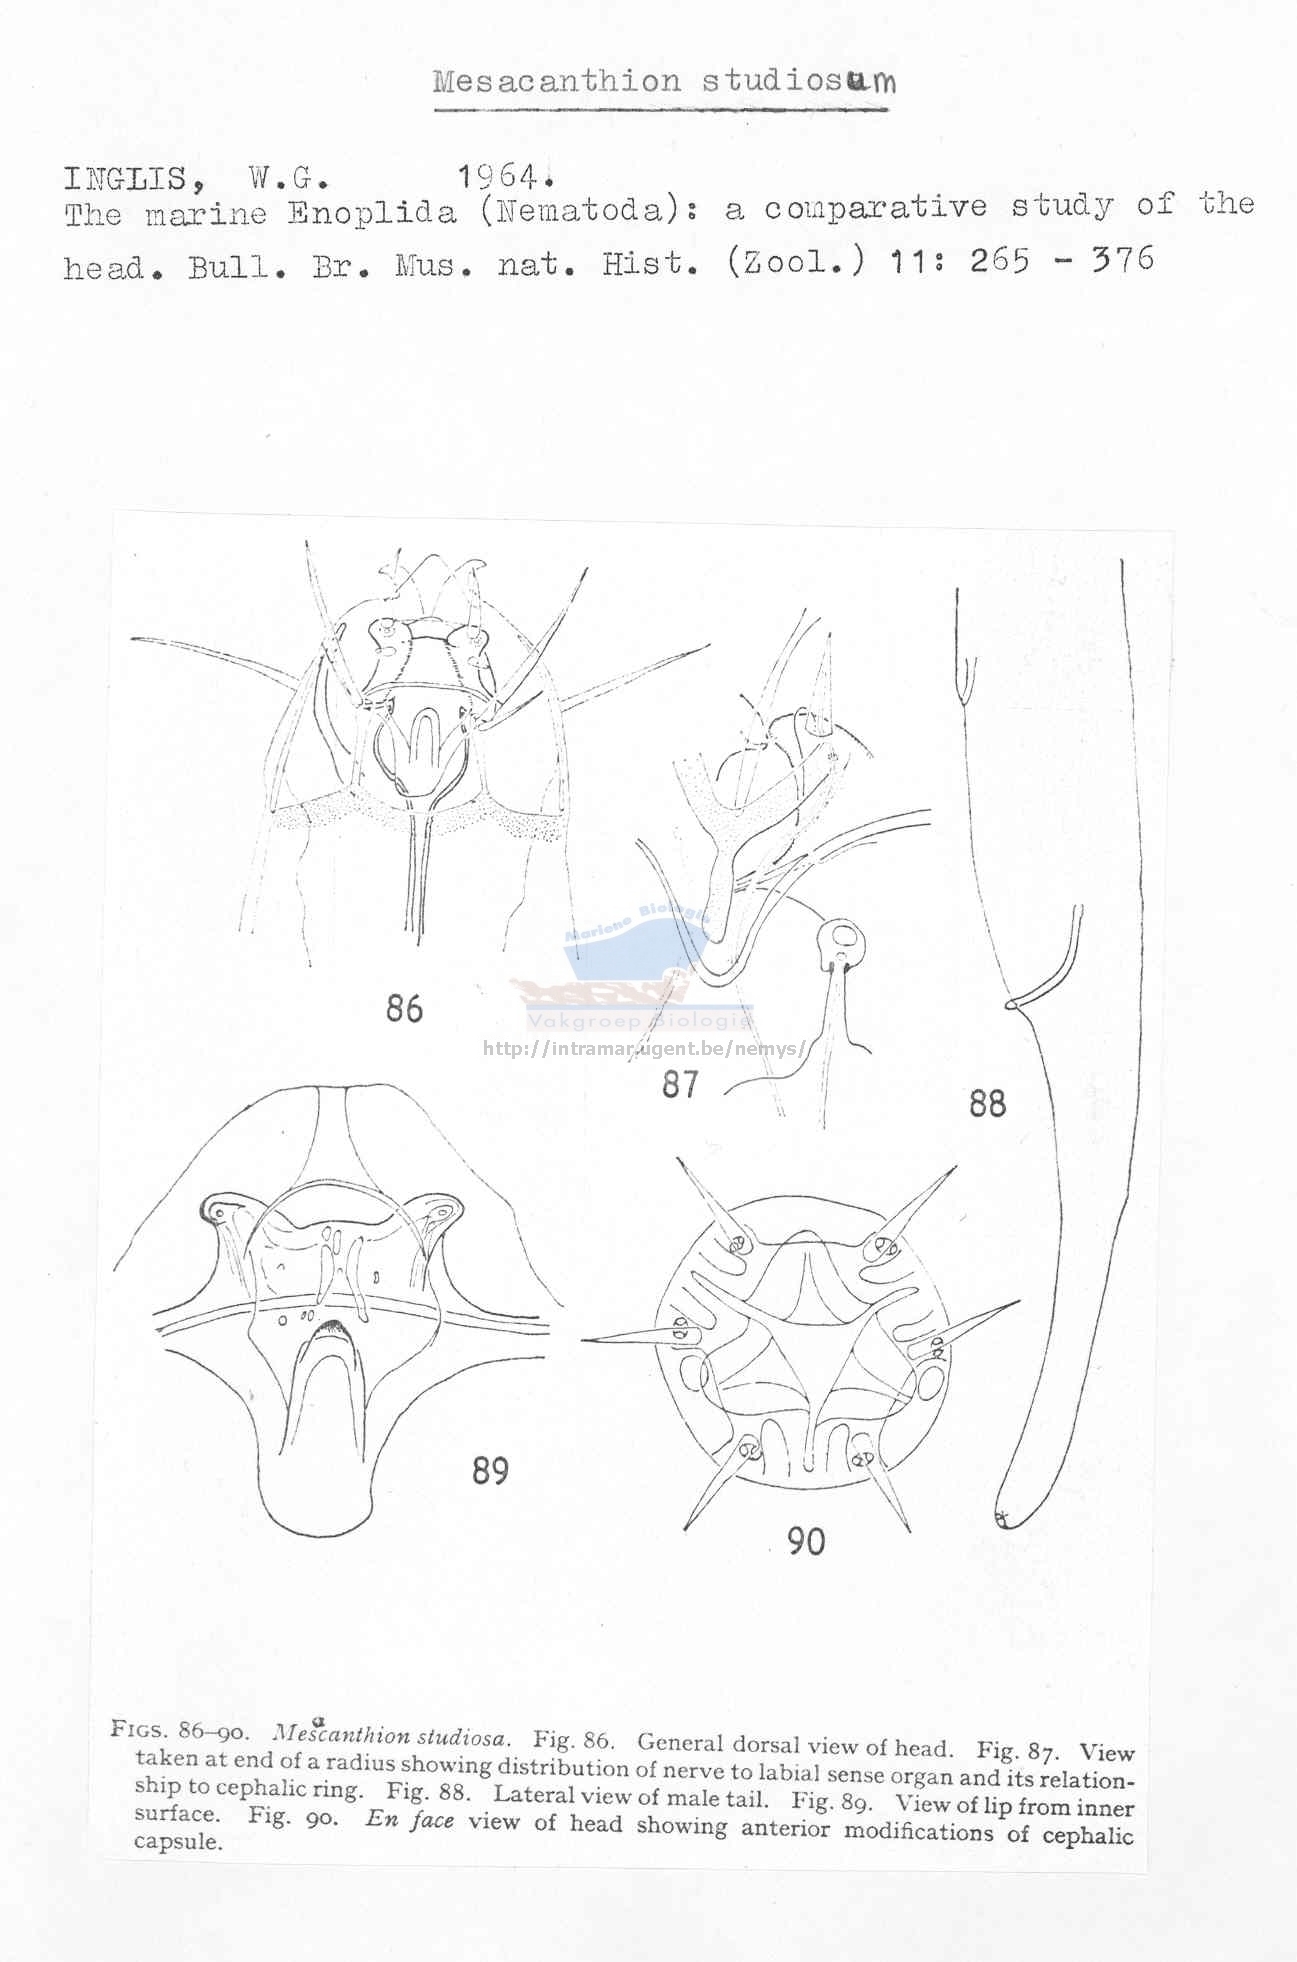 Mesacanthion studiosum
INGLIS, W.G. 1964.
The marine Enoplida (Nematoda): a comparative study of the
head. Bull. Br. Mus. nat. Hist. (Zool.) 11: 265 - 376
86
Mariene Biologie
Vakgroep Biologie
http://intramar.ugent.be/nemys/
87
88
89
90
FIGS. 86–90. Mescanthion studiosa. Fig. 86. General dorsal view of head. Fig. 87. View
a
taken at end of a radius showing distribution of nerve to labial sense organ and its relation-
ship to cephalic ring. Fig. 88. Lateral view of male tail. Fig. 89. View of lip from inner
surface. Fig. 90. En face view of head showing anterior modifications of cephalic
capsule.